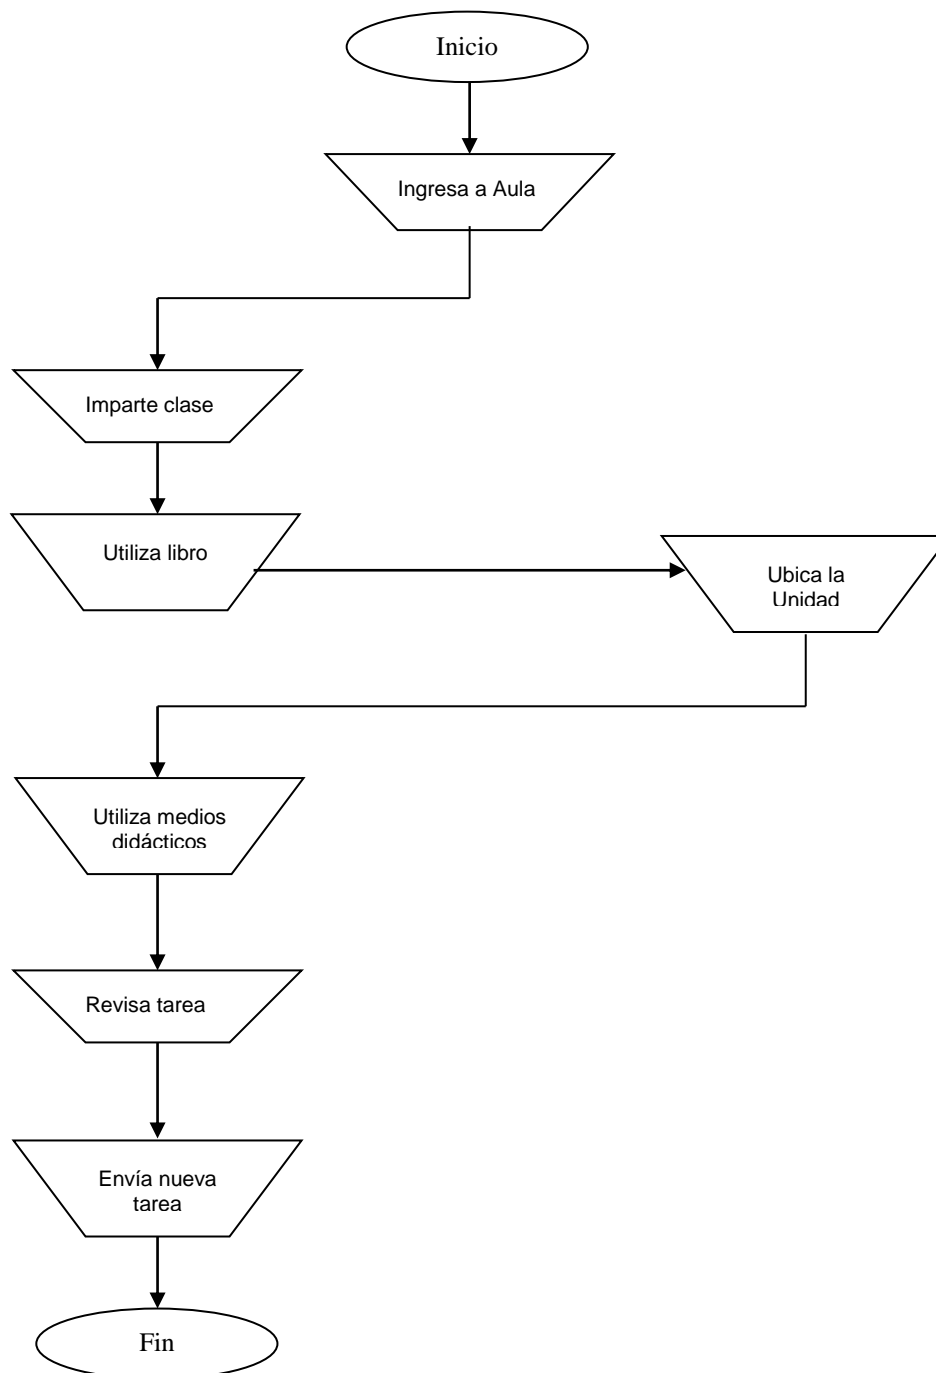 Inicio
Ingresa a Aula
Imparte clase
Utiliza libro
Ubica la
Unidad
Utiliza medios
didácticos
Revisa tarea
Envía nueva
tarea
Fin